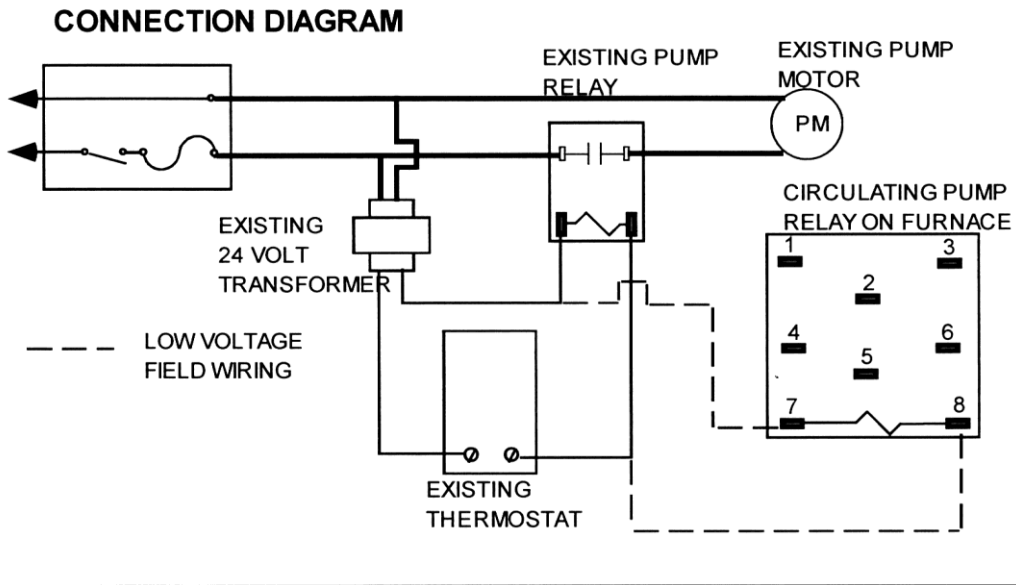 CONNECTION DIAGRAM
EXISTING PUMP
RELAY
EXISTING PUMP
MOTOR
PM
CIRCULATING PUMP
RELAY ON FURNACE
EXISTING
24 VOLT
TRANSFORMER
1
3
2
LOW VOLTAGE
FIELD WIRING
4
6
5
7
8
EXISTING
THERMOSTAT